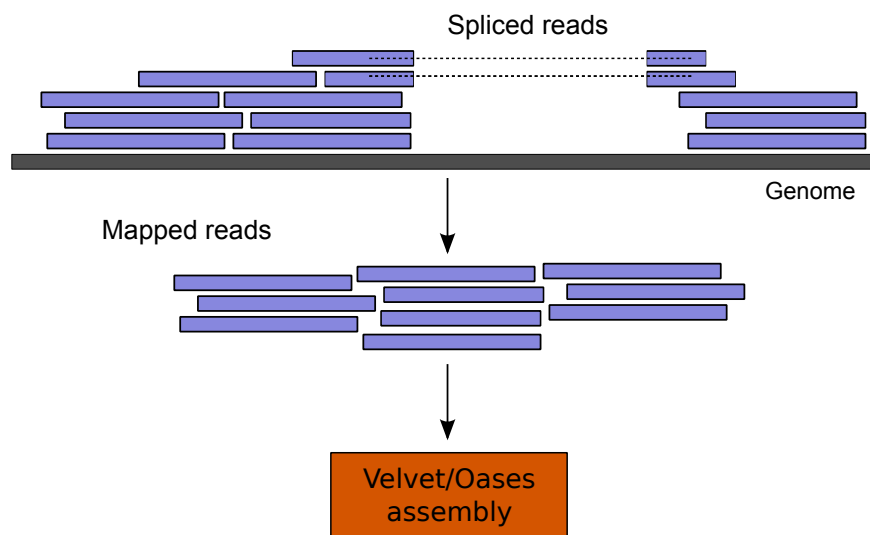 Spliced reads
Genome
Mapped reads
Velvet/Oases
assembly